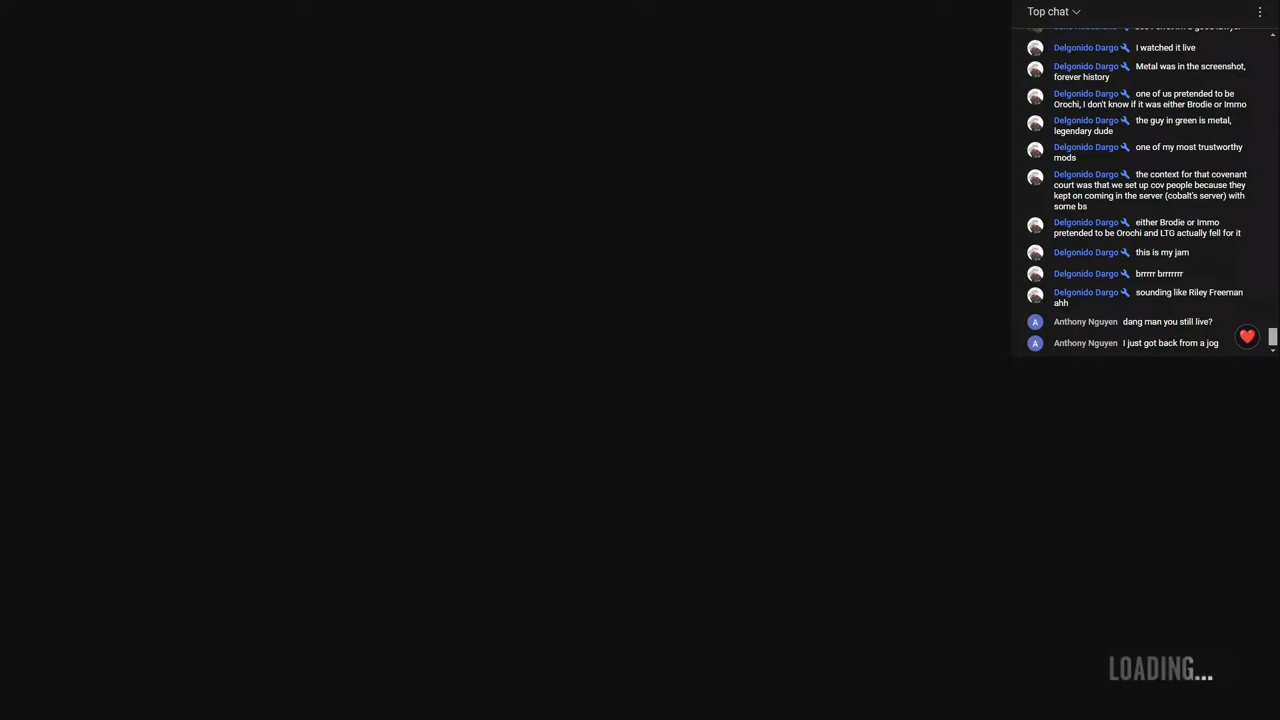 Top chat
Delgonido Dargo I watched it live
Delgonido Dargo Metal was in the screenshot,
forever history
Delgonido Dargo one of us pretended to be
Orochi, I don't know if it was either Brodie or Immo
Delgonido Dargo the guy in green is metal,
legendary dude
Delgonido Dargo one of my most trustworthy
mods
Delgonido Dargo the context for that covenant
court was that we set up cov people because they
kept on coming in the server (cobalt's server) with
some bs
Delgonido Dargo either Brodie or Immo
pretended to be Orochi and LTG actually fell for it
Delgonido Dargo this is my jam
Delgonido Dargo brrrrr brrrrrrr
Delgonido Dargo sounding like Riley Freeman
ahh
A Anthony Nguyen dang man you still live?
A Anthony Nguyen I just got back from a jog
LOADING...